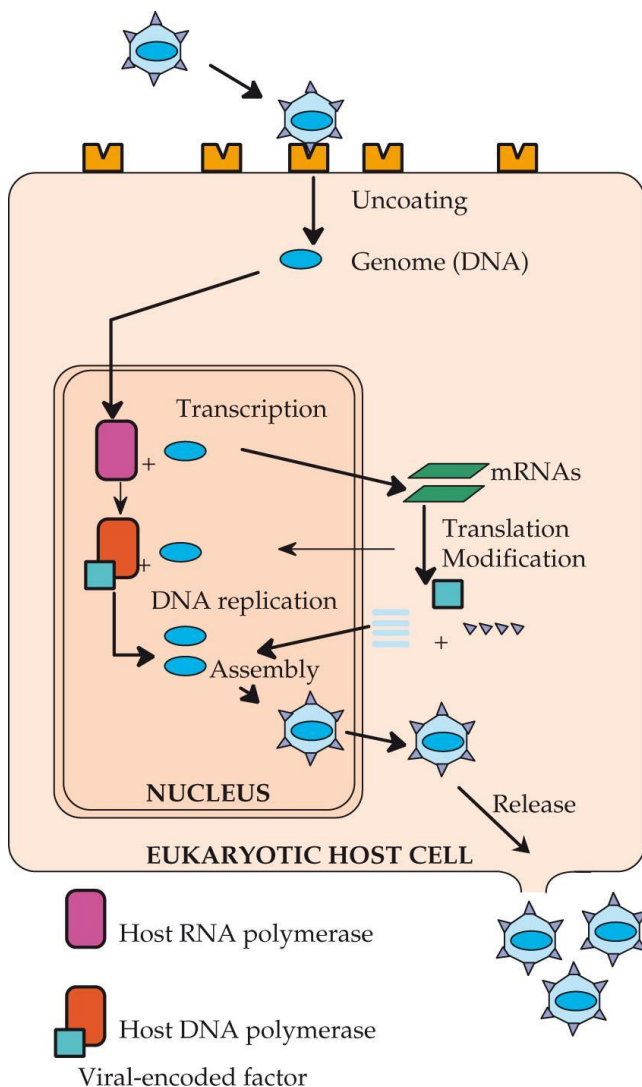 Uncoating
Genome (DNA)
Transcription
+
mRNAs
Translation
Modification
+
DNA replication
+
Assembly
NUCLEUS
Release
EUKARYOTIC HOST CELL
Host RNA polymerase
Host DNA polymerase
Viral-encoded factor